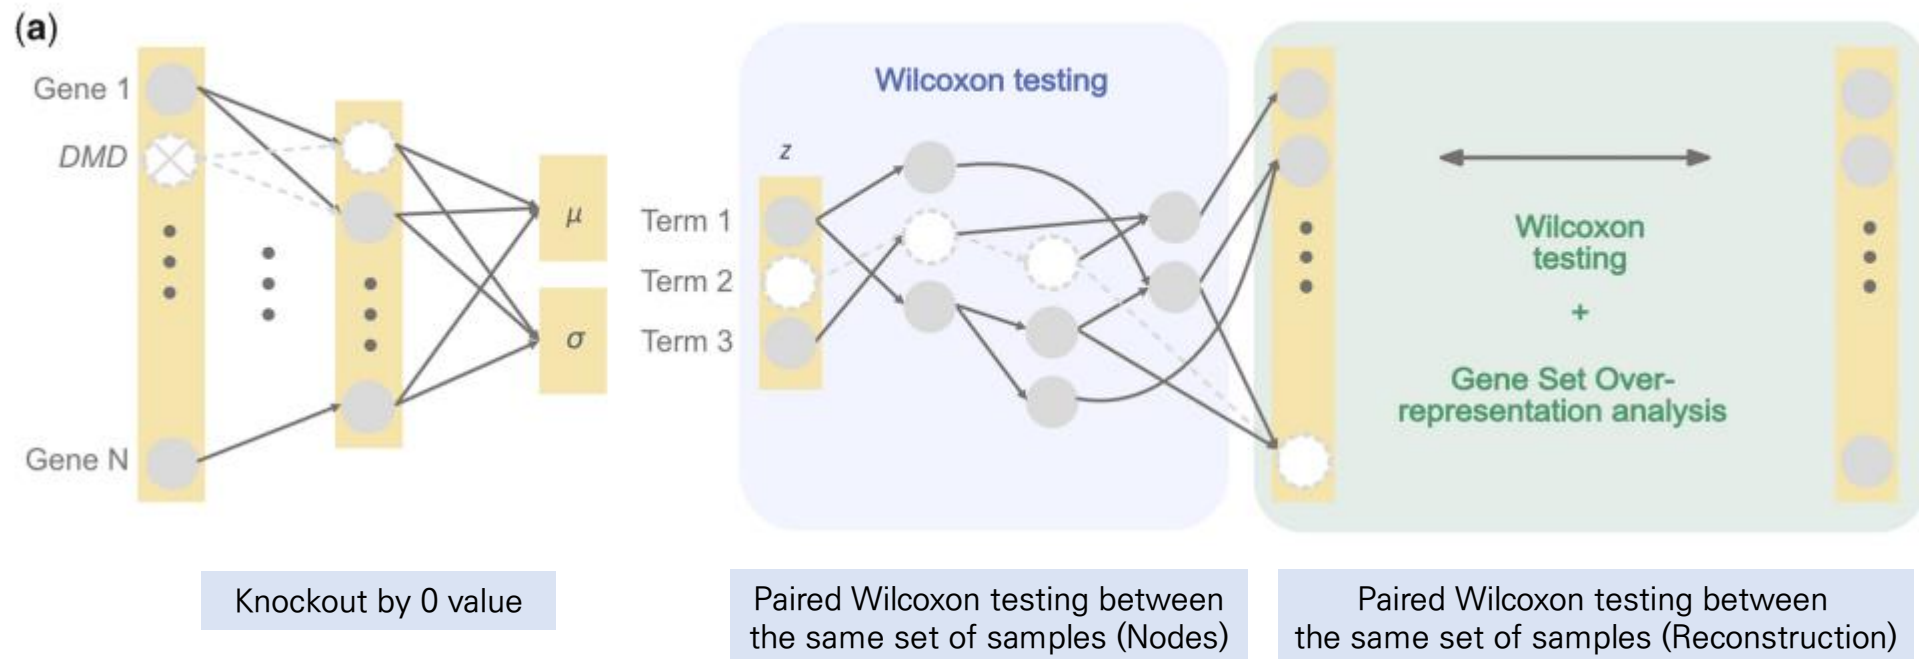 (a)
Gene 1
DMD
Gene N
μ
σ
Wilcoxon testing
z
Term 1
Term 2
Term 3
Wilcoxon
testing
+
Gene Set Over-
representation analysis
Knockout by 0 value
Paired Wilcoxon testing between
the same set of samples (Nodes)
Paired Wilcoxon testing between
the same set of samples (Reconstruction)